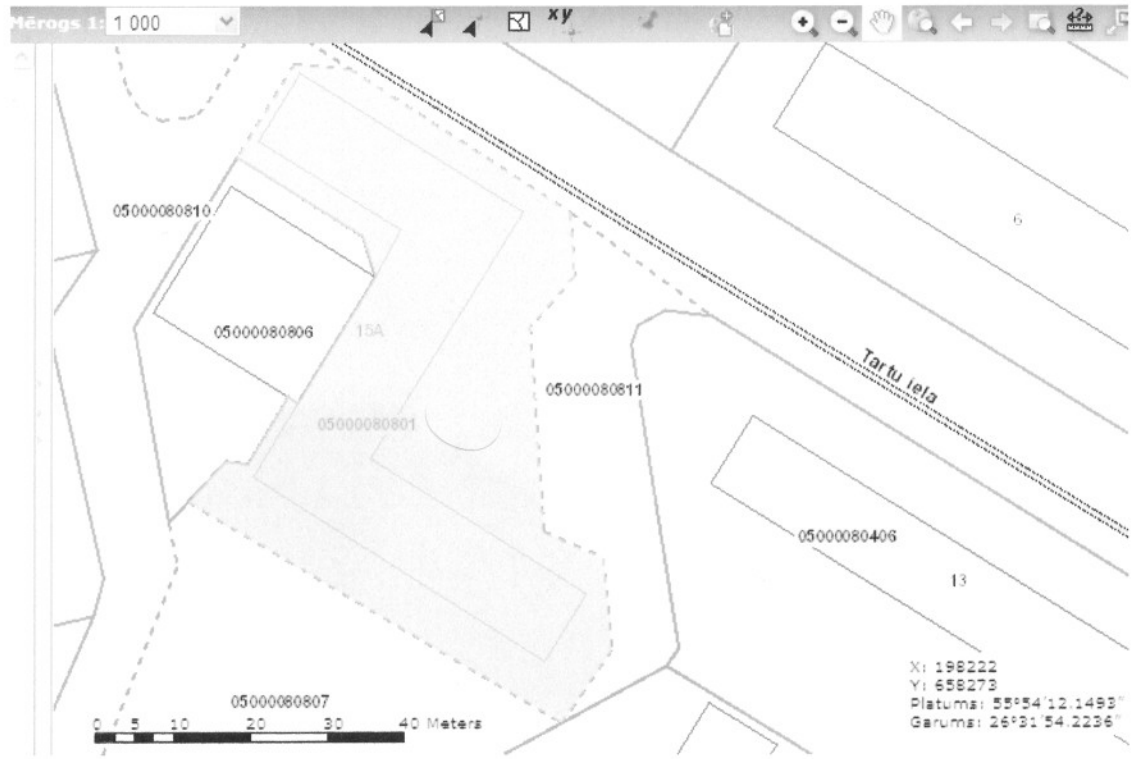 Mērogs 1: 1 000
xy
05000080810
6
05000080806
15A
Tartu iela
05000080811
05000080801
05000080406
13
X: 198222
Y: 658273
Platums: 55°54'12.1493"
Garums: 26°31'54.2236"
05000080807
0 5 10 20 30 40 Meters